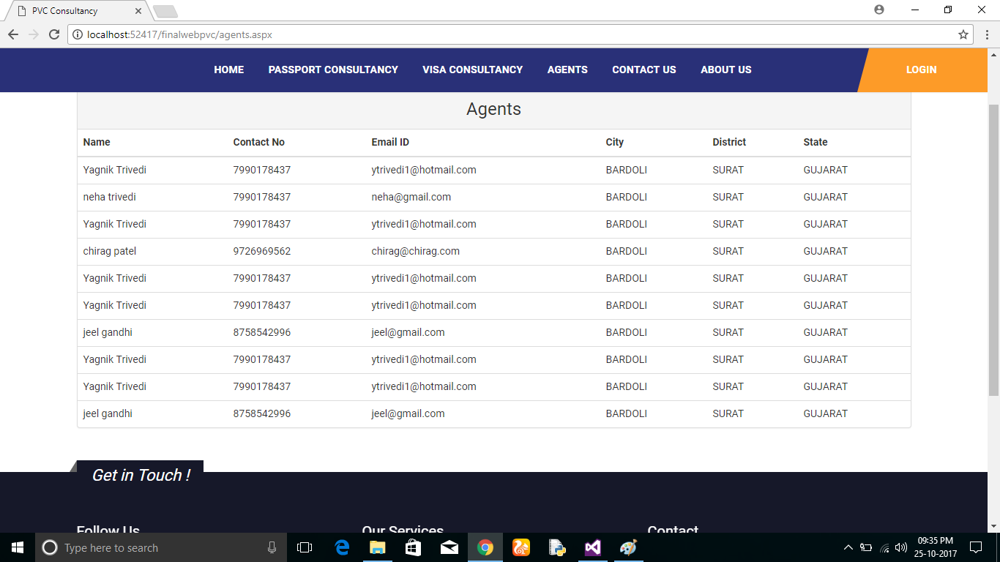 PVC Consultancy
localhost:52417/finalwebpvc/agents.aspx
HOME PASSPORT CONSULTANCY VISA CONSULTANCY AGENTS CONTACT US ABOUT US LOGIN
Agents
Name Contact No Email ID City District State
Yagnik Trivedi 7990178437 ytrivedi1@hotmail.com BARDOLI SURAT GUJARAT
neha trivedi 7990178437 neha@gmail.com BARDOLI SURAT GUJARAT
Yagnik Trivedi 7990178437 ytrivedi1@hotmail.com BARDOLI SURAT GUJARAT
chirag patel 9726969562 chirag@chirag.com BARDOLI SURAT GUJARAT
Yagnik Trivedi 7990178437 ytrivedi1@hotmail.com BARDOLI SURAT GUJARAT
Yagnik Trivedi 7990178437 ytrivedi1@hotmail.com BARDOLI SURAT GUJARAT
jeel gandhi 8758542996 jeel@gmail.com BARDOLI SURAT GUJARAT
Yagnik Trivedi 7990178437 ytrivedi1@hotmail.com BARDOLI SURAT GUJARAT
Yagnik Trivedi 7990178437 ytrivedi1@hotmail.com BARDOLI SURAT GUJARAT
jeel gandhi 8758542996 jeel@gmail.com BARDOLI SURAT GUJARAT
Get in Touch !
Follow Us Our Services Contact
Type here to search
09:35 PM
25-10-2017